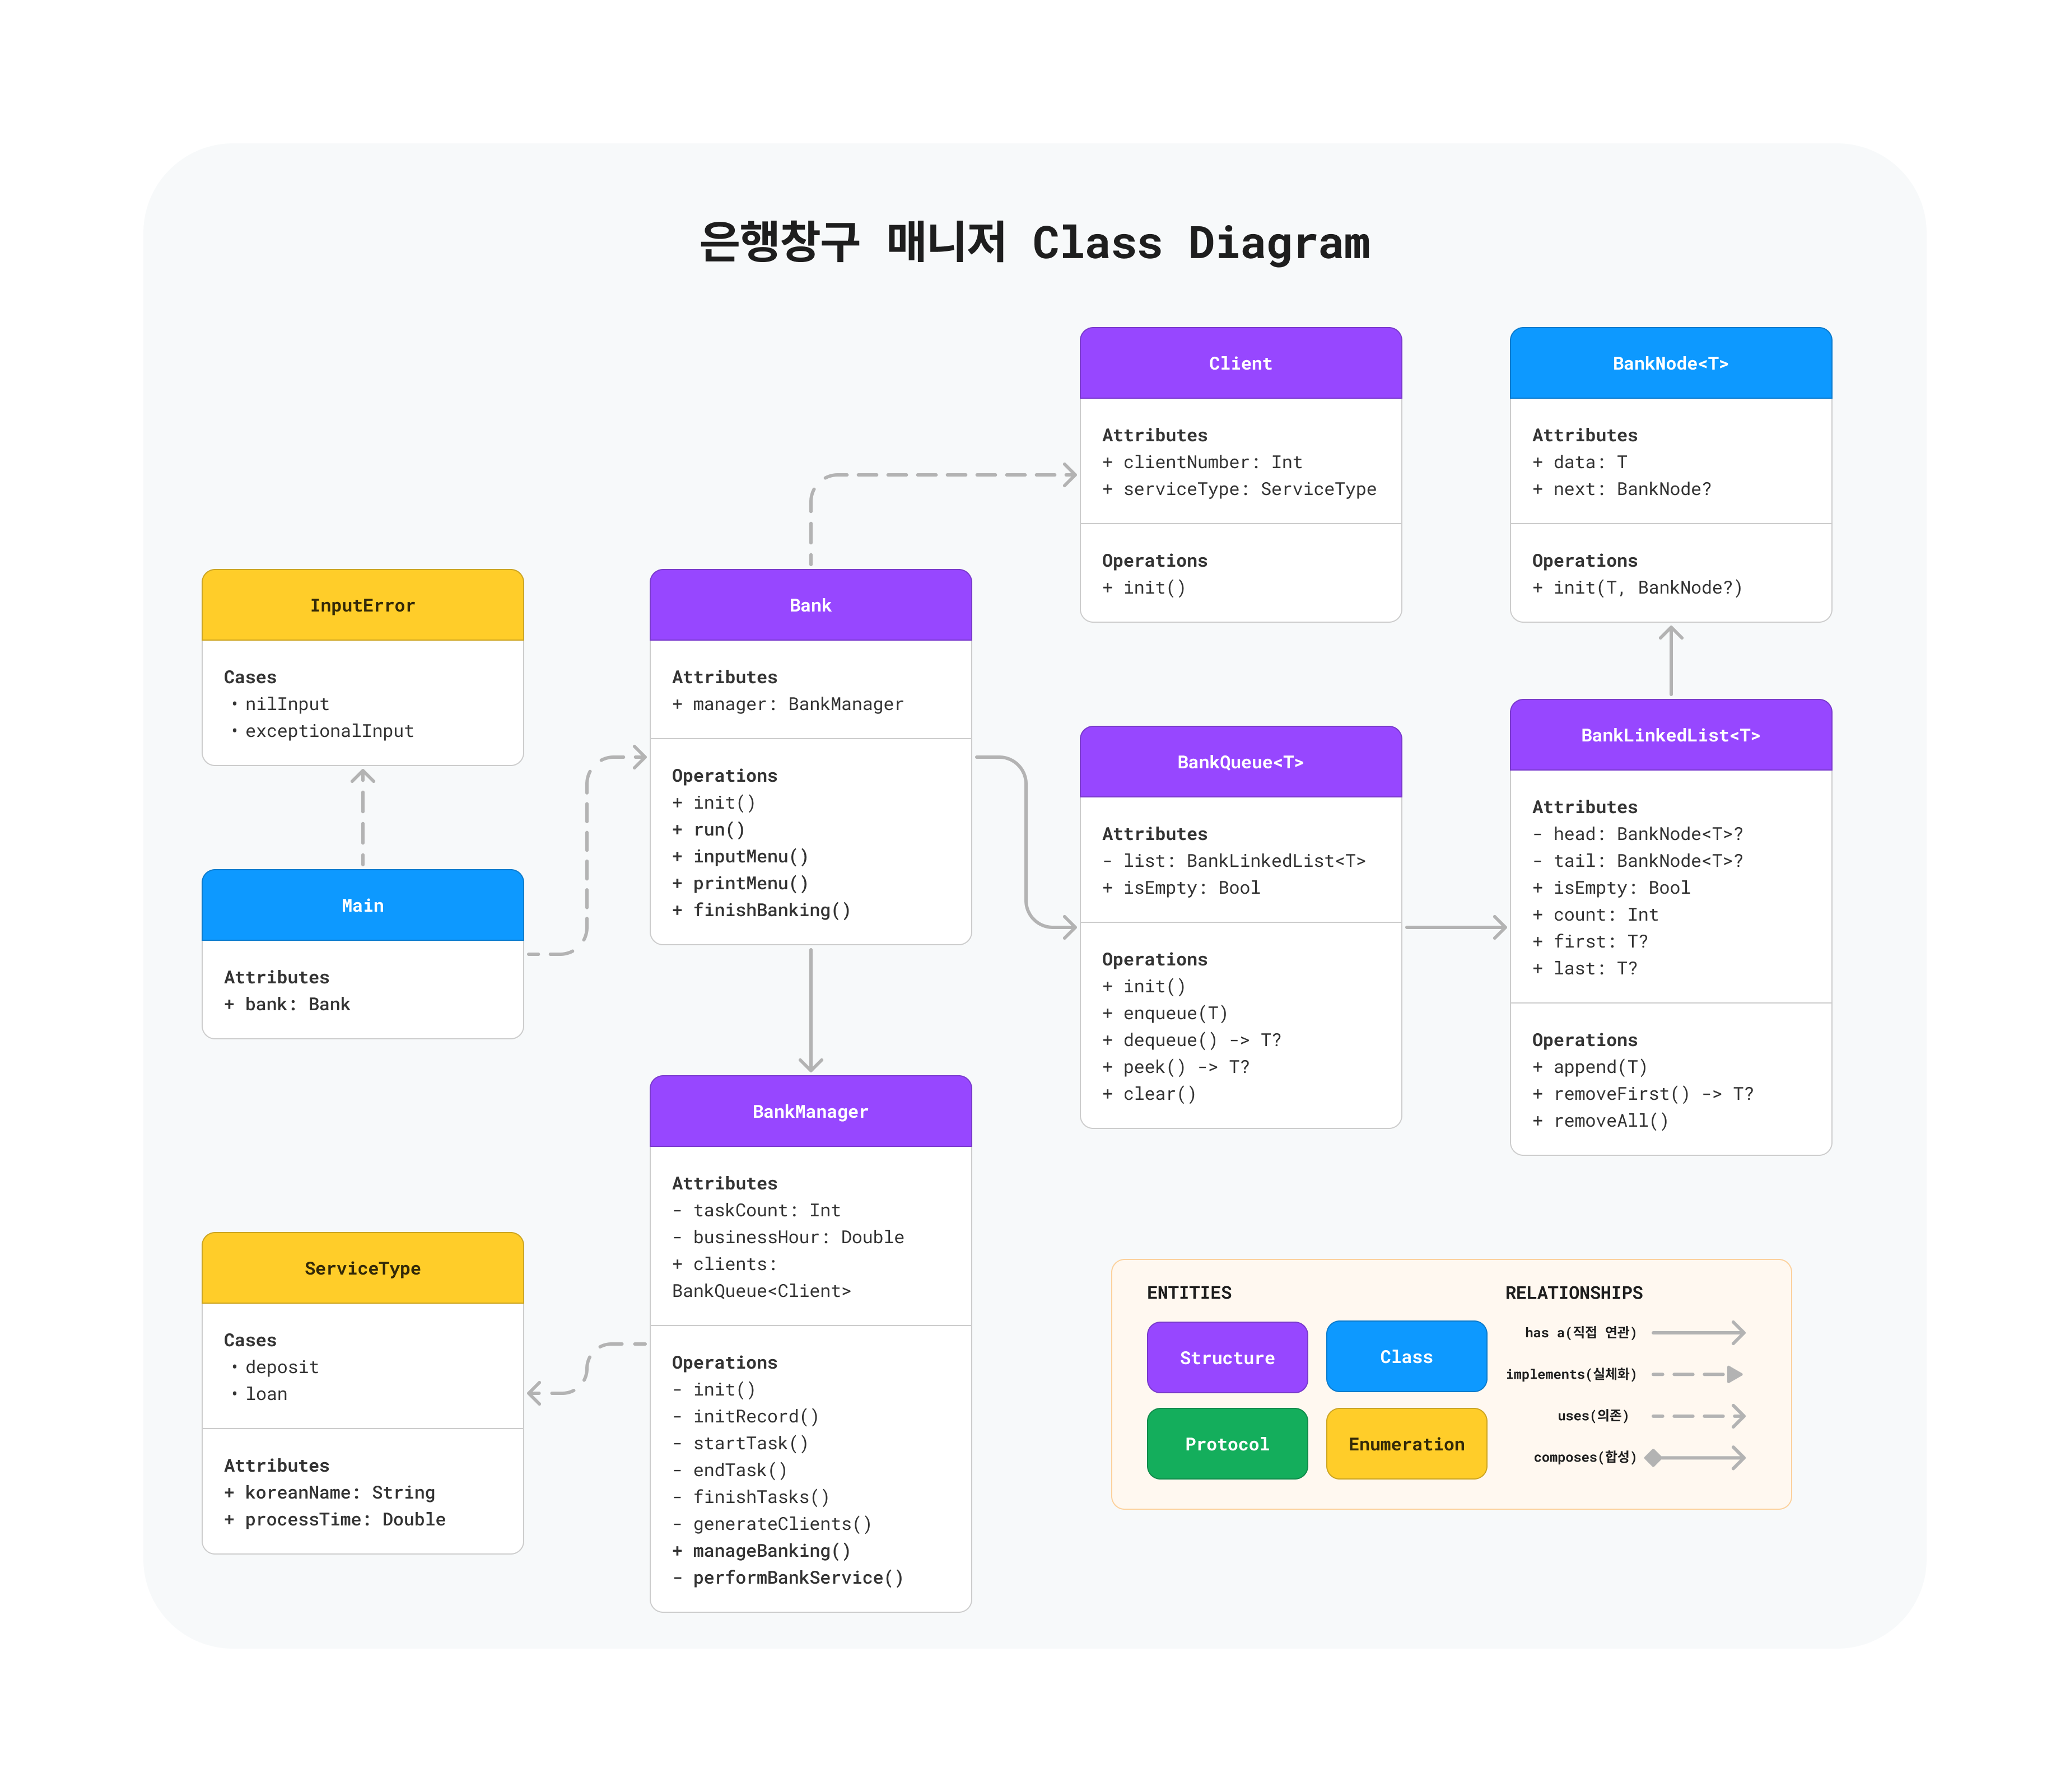 은행창구 매니저 Class Diagram
Client
Attributes
+ clientNumber: Int
+ serviceType: ServiceType
Operations
+ init()
BankNode<T>
Attributes
+ data: T
+ next: BankNode?
Operations
+ init(T, BankNode?)
InputError
Cases
・nilInput
・exceptionalInput
Bank
Attributes
+ manager: BankManager
Operations
+ init()
+ run()
+ inputMenu()
+ printMenu()
+ finishBanking()
BankQueue<T>
Attributes
- list: BankLinkedList<T>
+ isEmpty: Bool
Operations
+ init()
+ enqueue(T)
+ dequeue() -> T?
+ peek() -> T?
+ clear()
BankLinkedList<T>
Attributes
- head: BankNode<T>?
- tail: BankNode<T>?
+ isEmpty: Bool
+ count: Int
+ first: T?
+ last: T?
Operations
+ append(T)
+ removeFirst() -> T?
+ removeAll()
Main
Attributes
+ bank: Bank
BankManager
Attributes
- taskCount: Int
- businessHour: Double
+ clients:
BankQueue<Client>
Operations
- init()
- initRecord()
- startTask()
- endTask()
- finishTasks()
- generateClients()
+ manageBanking()
- performBankService()
ServiceType
Cases
・deposit
・loan
Attributes
+ koreanName: String
+ processTime: Double
ENTITIES
Structure
Class
Protocol
Enumeration
RELATIONSHIPS
has a(직접 연관)
implements(실체화)
uses(의존)
composes(합성)